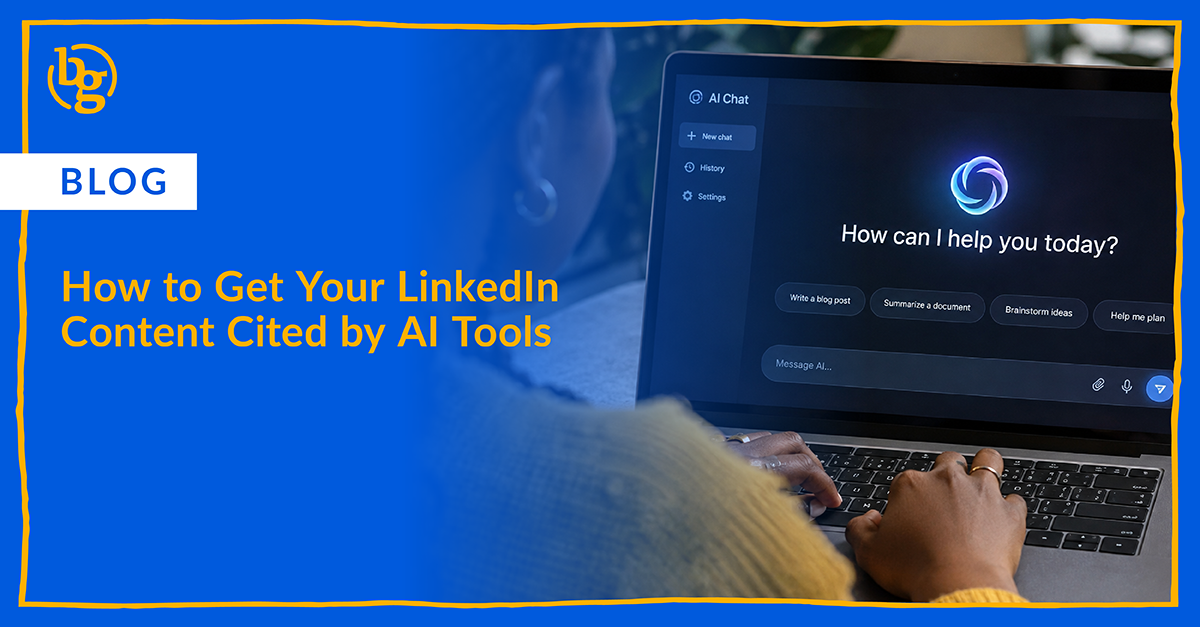 bg
BLOG
How to Get Your LinkedIn
Content Cited by AI Tools
AI Chat
New chat
History
Settings
How can I help you today?
Write a blog post
Summarize a document
Brainstorm ideas
Help me plan
Message AI...